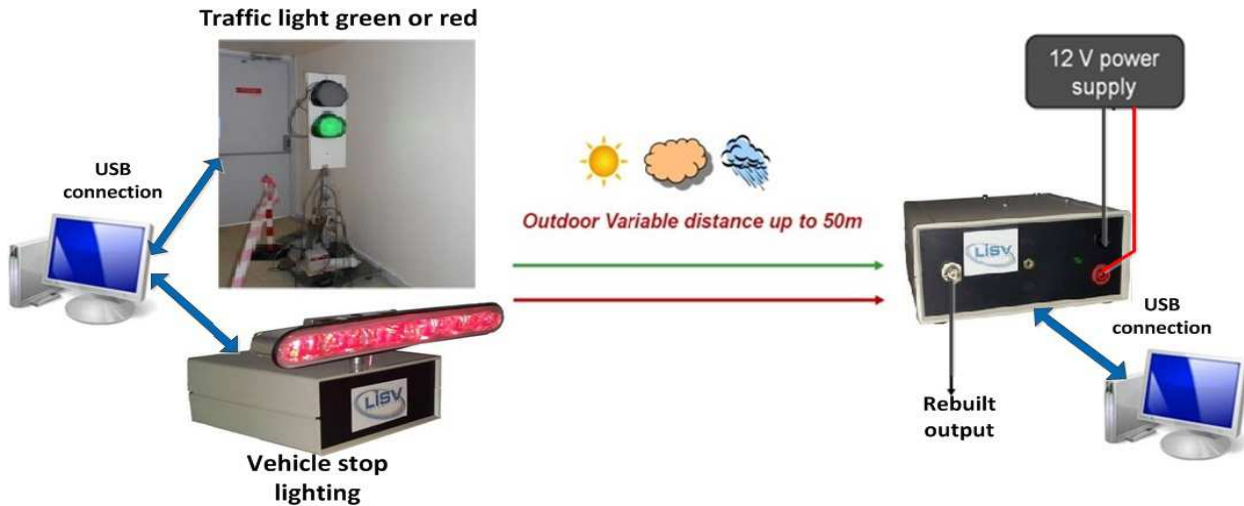 Traffic light green or red
USB
connection
Outdoor Variable distance up to 50m
12 V power
supply
LISV
LISV
Vehicle stop
lighting
Rebuilt
output
USB
connection